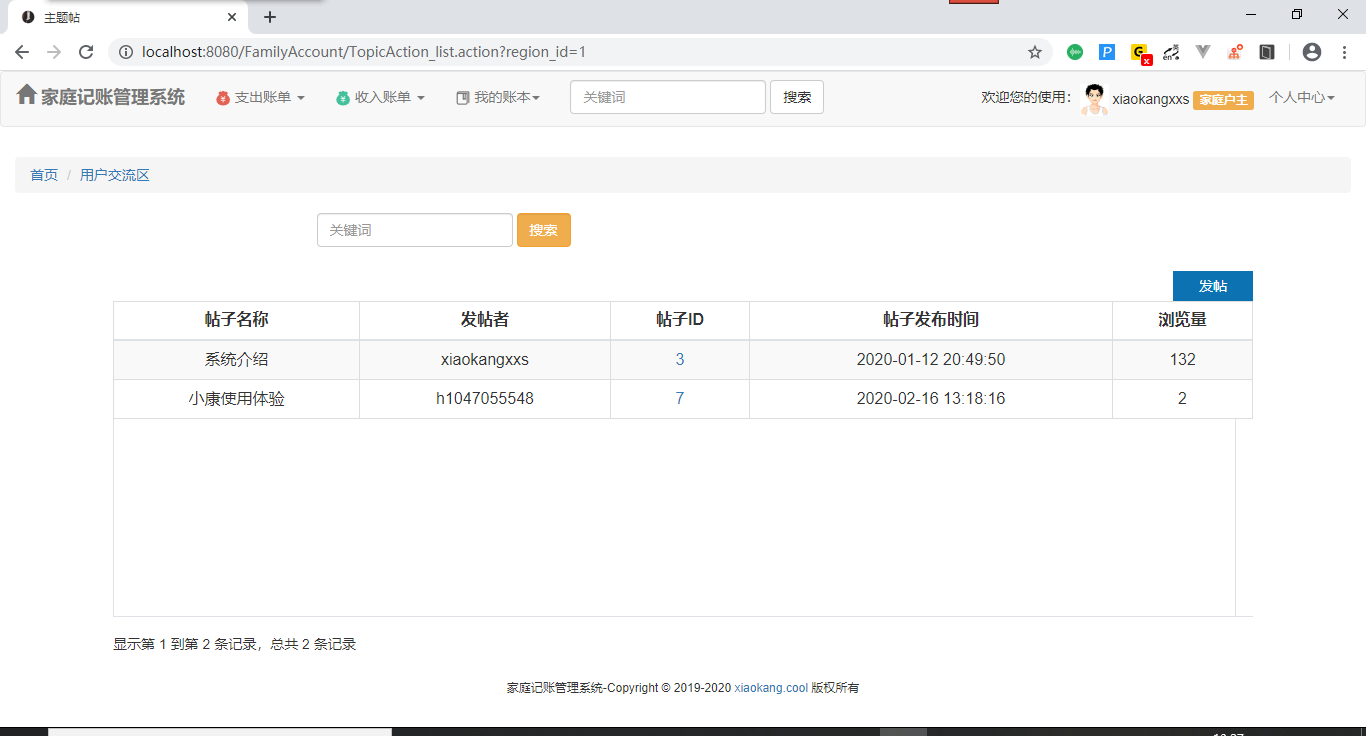 主题帖
localhost:8080/FamilyAccount/TopicAction_list.action?region_id=1
家庭记账管理系统 支出账单 收入账单 我的账本 关键词 搜索 欢迎您的使用： xiaokangxxs 家庭户主 个人中心
首页 / 用户交流区
关键词 搜索
发帖
帖子名称 发帖者 帖子ID 帖子发布时间 浏览量
系统介绍 xiaokangxxs 3 2020-01-12 20:49:50 132
小康使用体验 h1047055548 7 2020-02-16 13:18:16 2
显示第 1 到第 2 条记录，总共 2 条记录
家庭记账管理系统-Copyright © 2019-2020 xiaokang.cool 版权所有